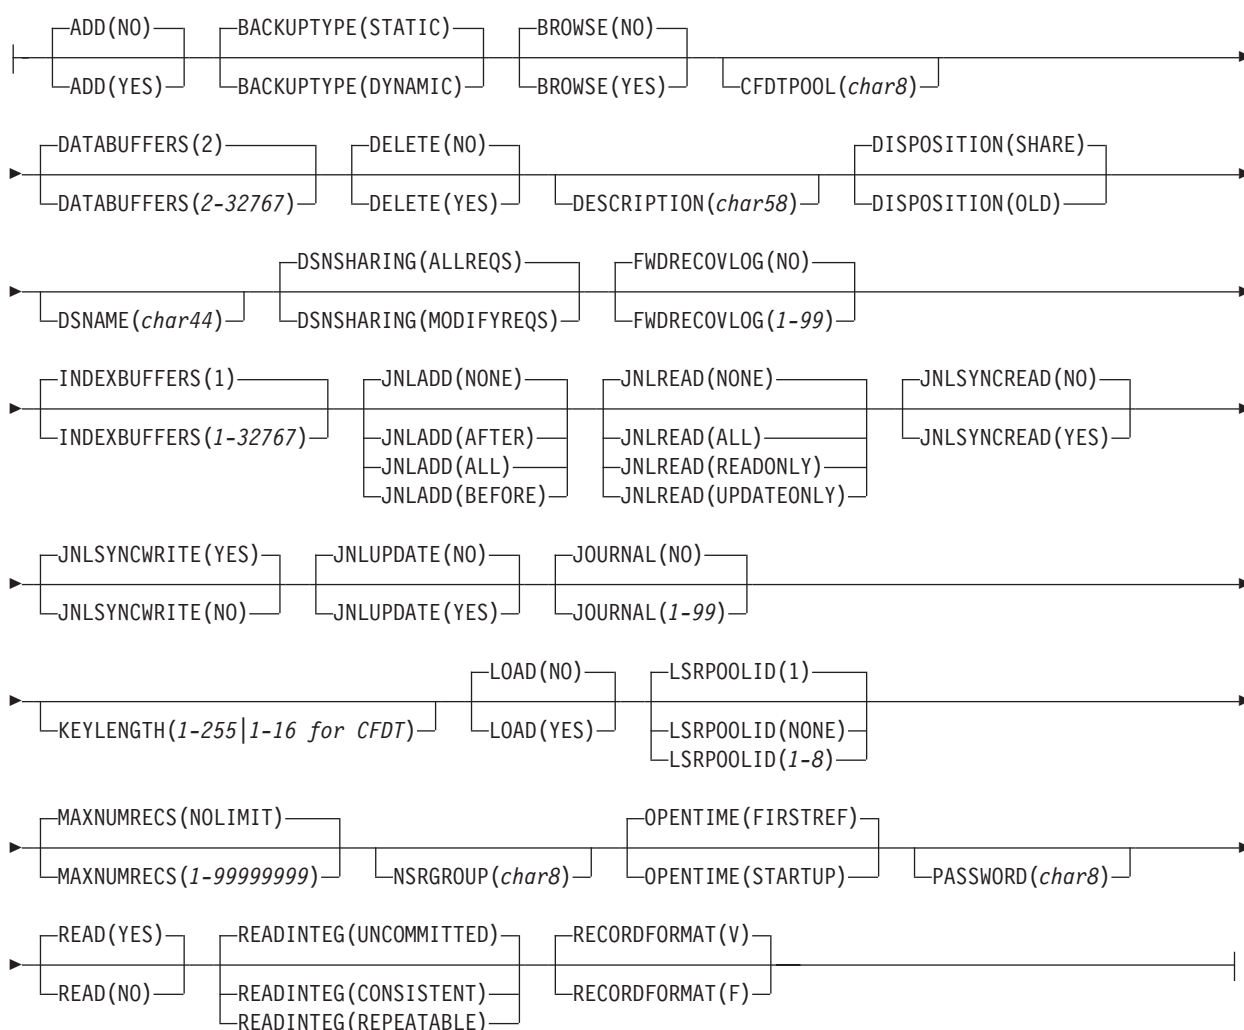 ADD(NO) BACKUPTYPE(STATIC) BROWSE(NO)
ADD(YES) BACKUPTYPE(DYNAMIC) BROWSE(YES) CFDTPOOL(char8)
DATABUFFERS(2) DELETE(NO) DISPOSITION(SHARE)
DATABUFFERS(2-32767) DELETE(YES) DESCRIPTION(char58) DISPOSITION(OLD)
DSNSHARING(ALLREQS) FWDRECOVLOG(NO)
DSNAME(char44) DSNSHARING(MODIFYREQS) FWDRECOVLOG(1-99)
INDEXBUFFERS(1) JNLADD(NONE) JNLREAD(NONE) JNLSYNCREAD(NO)
INDEXBUFFERS(1-32767) JNLADD(AFTER) JNLREAD(ALL) JNLSYNCREAD(YES)
JNLADD(ALL) JNLREAD(READONLY)
JNLADD(BEFORE) JNLREAD(UPDATEONLY)
JNLSYNCWRITE(YES) JNLUPDATE(NO) JOURNAL(NO)
JNLSYNCWRITE(NO) JNLUPDATE(YES) JOURNAL(1-99)
LOAD(NO) LSRPOOLID(1)
KEYLENGTH(1-255|1-16 for CFDT) LOAD(YES) LSRPOOLID(NONE)
LSRPOOLID(1-8)
MAXNUMRECS(NOLIMIT) OPENTIME(FIRSTREF)
MAXNUMRECS(1-99999999) NSRGROUP(char8) OPENTIME(STARTUP) PASSWORD(char8)
READ(YES) READINTEG(UNCOMMITTED) RECORDFORMAT(V)
READ(NO) READINTEG(CONSISTENT) RECORDFORMAT(F)
READINTEG(REPEATABLE)